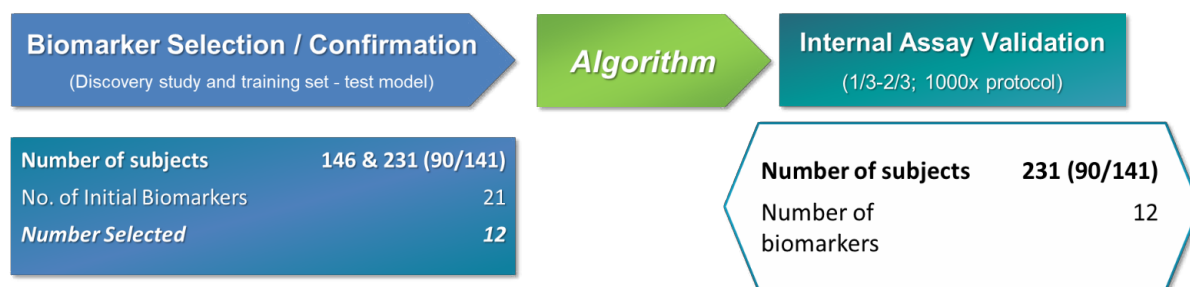 Biomarker Selection / Confirmation
(Discovery study and training set - test model)
Algorithm
Internal Assay Validation
(1/3-2/3; 1000x protocol)
Number of subjects 146 & 231 (90/141)
No. of Initial Biomarkers 21
Number Selected 12
Number of subjects 231 (90/141)
Number of 12
biomarkers